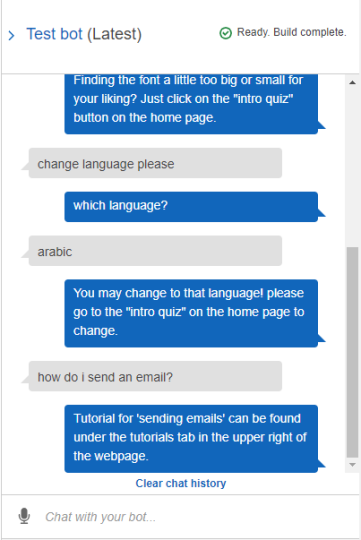 Test bot (Latest)
Ready. Build complete.
Finding the font a little too big or small for
your liking? Just click on the "intro quiz"
button on the home page.
change language please
which language?
arabic
You may change to that language! please
go to the "intro quiz" on the home page to
change.
how do i send an email?
Tutorial for 'sending emails' can be found
under the tutorials tab in the upper right of
the webpage.
Clear chat history
Chat with your bot...